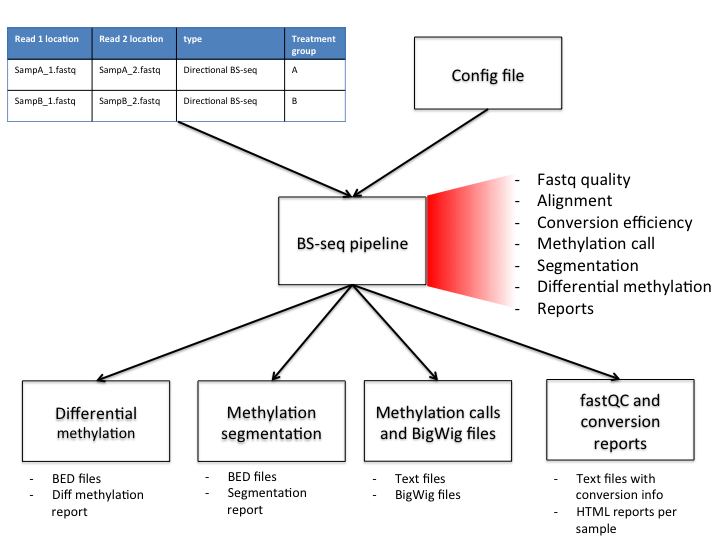 Read 1 location Read 2 location type Treatment
group
SampA_1.fastq SampA_2.fastq Directional BS-seq A
SampB_1.fastq SampB_2.fastq Directional BS-seq B
Config file
BS-seq pipeline
- Fastq quality
- Alignment
- Conversion efficiency
- Methylation call
- Segmentation
- Differential methylation
- Reports
Differential
methylation
- BED files
- Diff methylation
report
Methylation
segmentation
- BED files
- Segmentation
report
Methylation calls
and BigWig files
- Text files
- BigWig files
fastQC and
conversion
reports
- Text files with
conversion info
- HTML reports per
sample